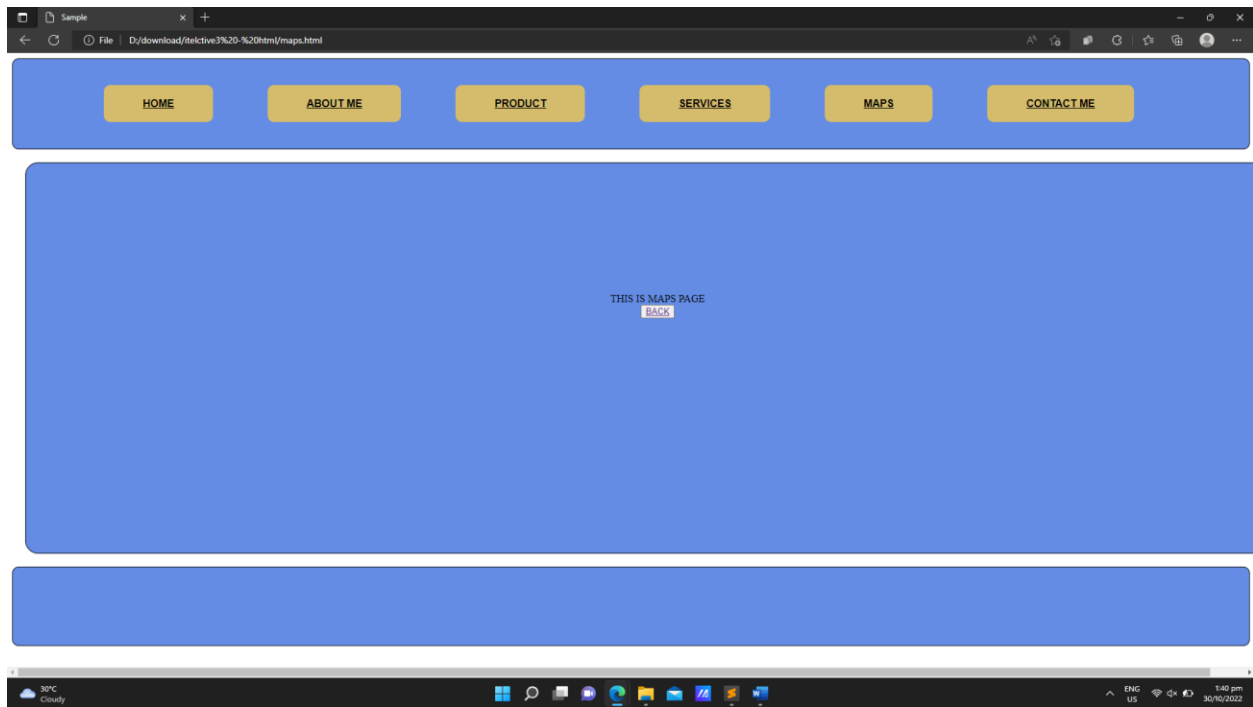 Sample
File D:/download/itelctive3%20-%20html/maps.html
HOME ABOUT ME PRODUCT SERVICES MAPS CONTACT ME
THIS IS MAPS PAGE
BACK
30°C
Cloudy
ENG
US
1:40 pm
30/10/2022